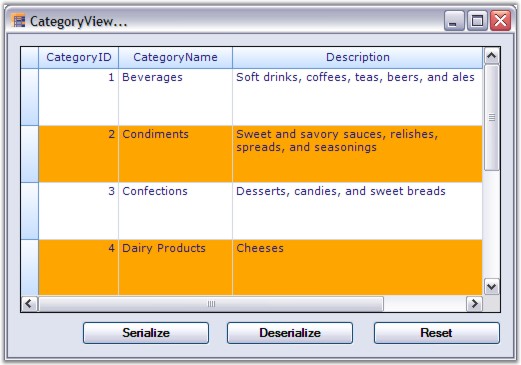 CategoryView...
CategoryID CategoryName Description
1 Beverages Soft drinks, coffees, teas, beers, and ales
2 Condiments Sweet and savory sauces, relishes,
spreads, and seasonings
3 Confections Desserts, candies, and sweet breads
4 Dairy Products Cheeses
Serialize Deserialize Reset